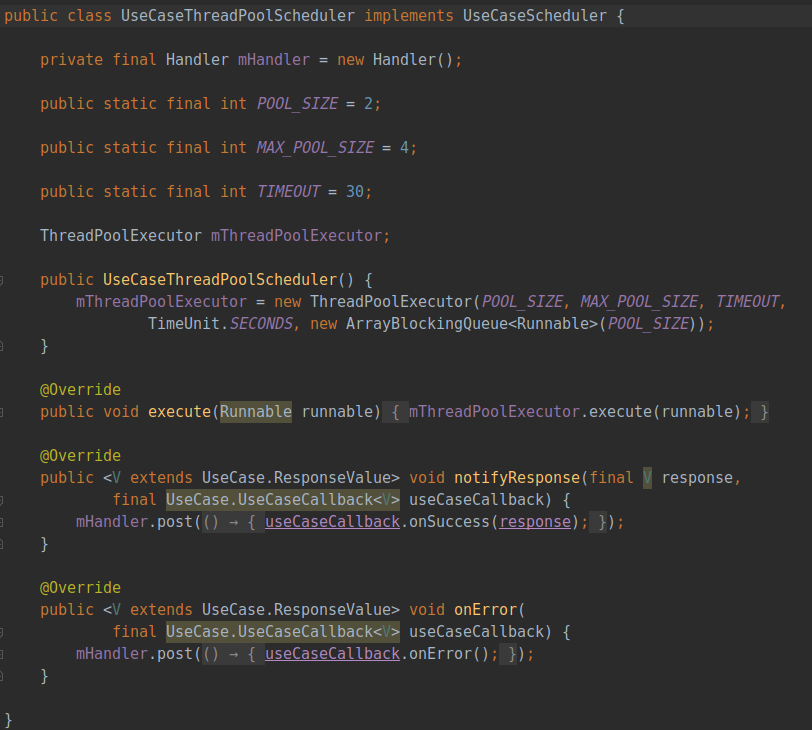 public class UseCaseThreadPoolScheduler implements UseCaseScheduler {
private final Handler mHandler = new Handler();
public static final int POOL_SIZE = 2;
public static final int MAX_POOL_SIZE = 4;
public static final int TIMEOUT = 30;
ThreadPoolExecutor mThreadPoolExecutor;
public UseCaseThreadPoolScheduler() {
mThreadPoolExecutor = new ThreadPoolExecutor(POOL_SIZE, MAX_POOL_SIZE, TIMEOUT,
TimeUnit.SECONDS, new ArrayBlockingQueue<Runnable>(POOL_SIZE));
}
@Override
public void execute(Runnable runnable) { mThreadPoolExecutor.execute(runnable); }
@Override
public <V extends UseCase.ResponseValue> void notifyResponse(final V response,
final UseCase.UseCaseCallback<V> useCaseCallback) {
mHandler.post(() → { useCaseCallback.onSuccess(response); });
}
@Override
public <V extends UseCase.ResponseValue> void onError(
final UseCase.UseCaseCallback<V> useCaseCallback) {
mHandler.post(() → { useCaseCallback.onError(); });
}
}